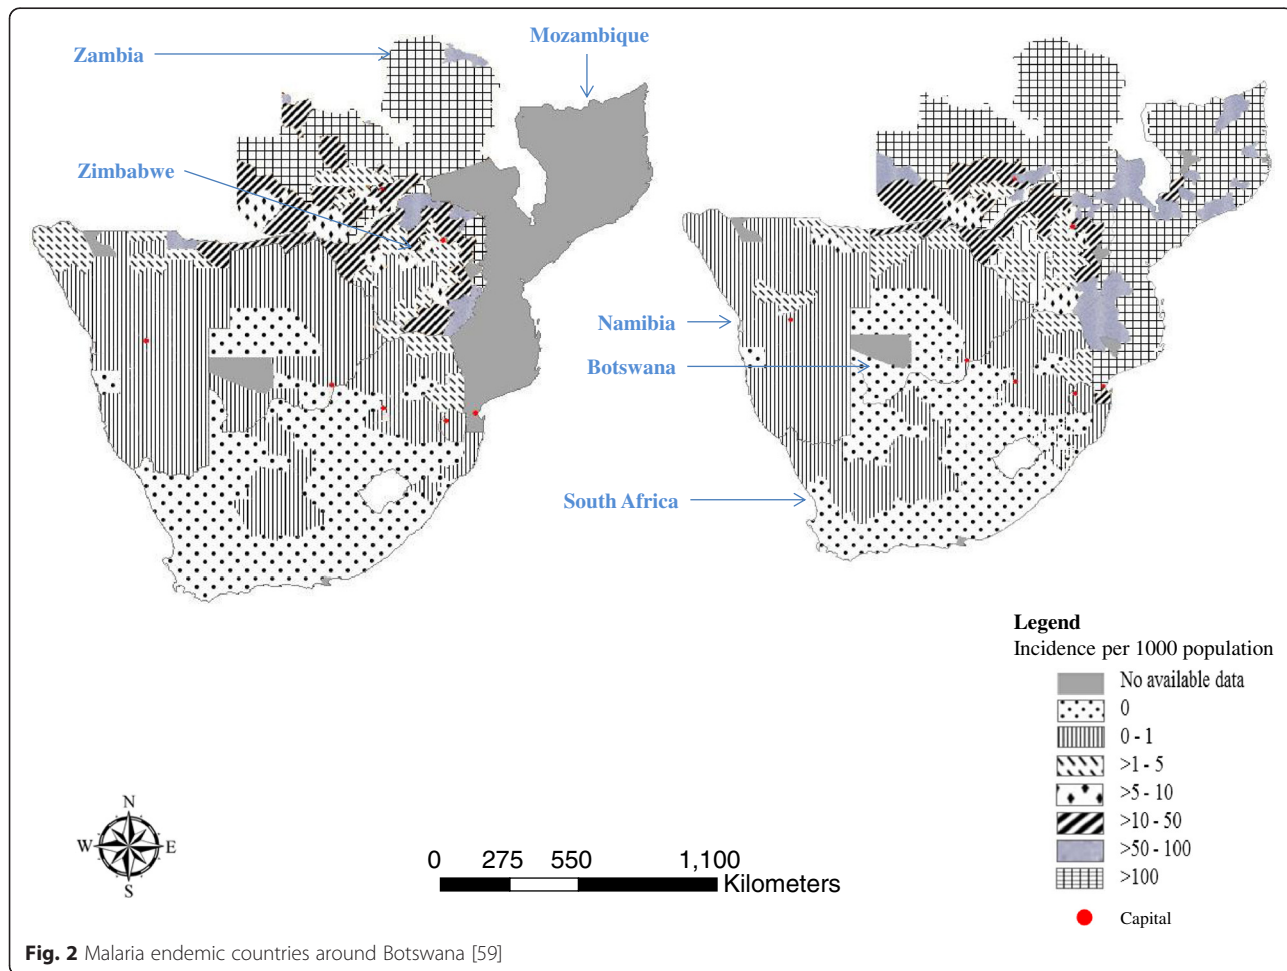 Mozambique
Zambia
Zimbabwe
Namibia
Botswana
South Africa
Legend
Incidence per 1000 population
No available data
0
0 - 1
>1 - 5
>5 - 10
>10 - 50
>50 - 100
>100
Capital
N
W E
S
0 275 550 1,100
Kilometers
Fig. 2 Malaria endemic countries around Botswana [59]